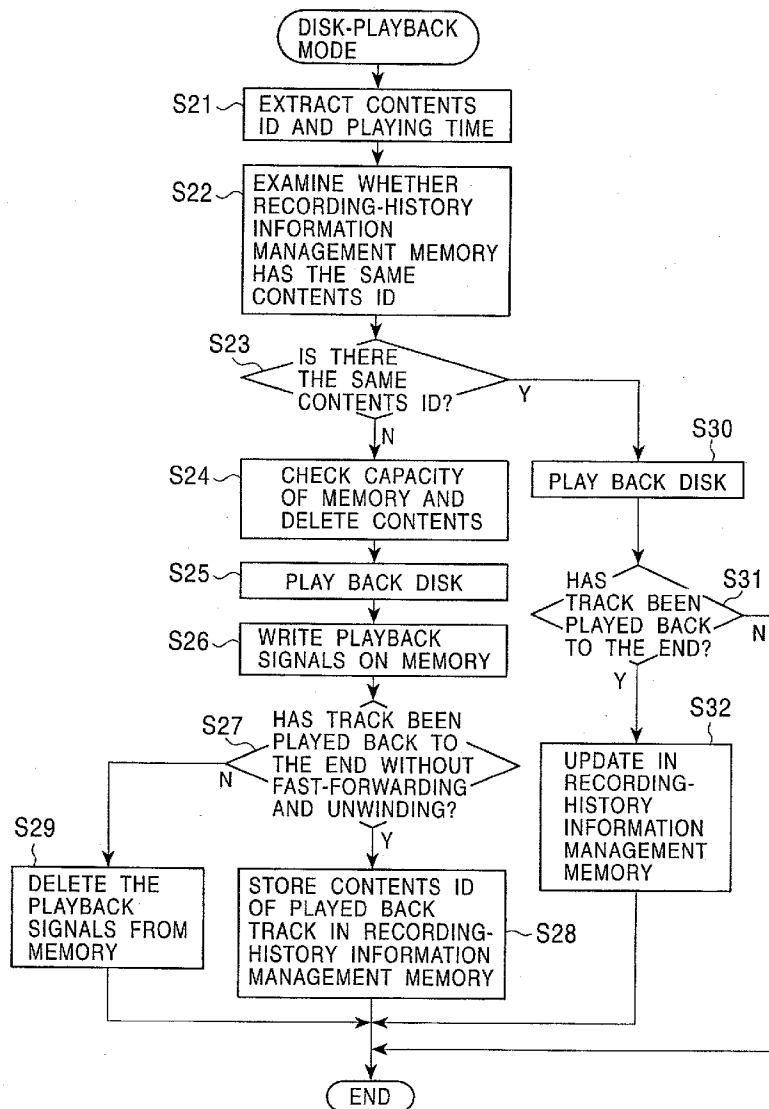 DISK-PLAYBACK
MODE
S21
EXTRACT CONTENTS
ID AND PLAYING TIME
S22
EXAMINE WHETHER
RECORDING-HISTORY
INFORMATION
MANAGEMENT MEMORY
HAS THE SAME
CONTENTS ID
S23
IS THERE
THE SAME
CONTENTS ID?
Y
N
S24
CHECK CAPACITY
OF MEMORY AND
DELETE CONTENTS
S25
PLAY BACK DISK
S26
WRITE PLAYBACK
SIGNALS ON MEMORY
S27
HAS TRACK BEEN
PLAYED BACK TO
THE END WITHOUT
FAST-FORWARDING
AND UNWINDING?
N
Y
S29
DELETE THE
PLAYBACK
SIGNALS FROM
MEMORY
STORE CONTENTS ID
OF PLAYED BACK
TRACK IN RECORDING-
HISTORY INFORMATION
MANAGEMENT MEMORY
S28
S30
PLAY BACK DISK
S31
HAS
TRACK BEEN
PLAYED BACK
TO THE END?
N
Y
S32
UPDATE IN
RECORDING-
HISTORY
INFORMATION
MANAGEMENT
MEMORY
END